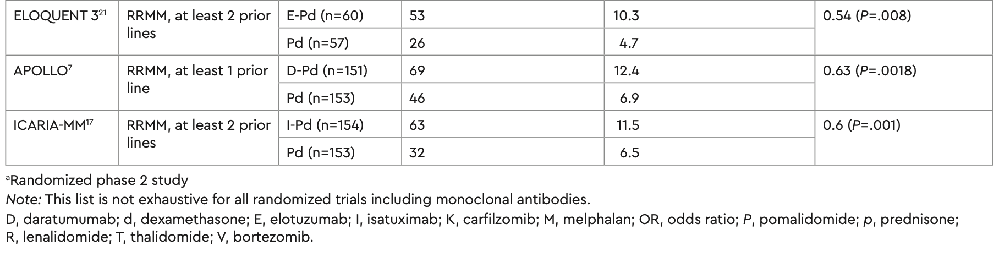 ELOQUENT 3²¹ RRMM, at least 2 prior lines E-Pd (n=60) 53 10.3 0.54 (P=.008)
Pd (n=57) 26 4.7
APOLLO⁷ RRMM, at least 1 prior line D-Pd (n=151) 69 12.4 0.63 (P=.0018)
Pd (n=153) 46 6.9
ICARIA-MM¹⁷ RRMM, at least 2 prior lines I-Pd (n=154) 63 11.5 0.6 (P=.001)
Pd (n=153) 32 6.5
ᵃRandomized phase 2 study
Note: This list is not exhaustive for all randomized trials including monoclonal antibodies.
D, daratumumab; d, dexamethasone; E, elotuzumab; I, isatuximab; K, carfilzomib; M, melphalan; OR, odds ratio; P, pomalidomide; p, prednisone;
R, lenalidomide; T, thalidomide; V, bortezomib.